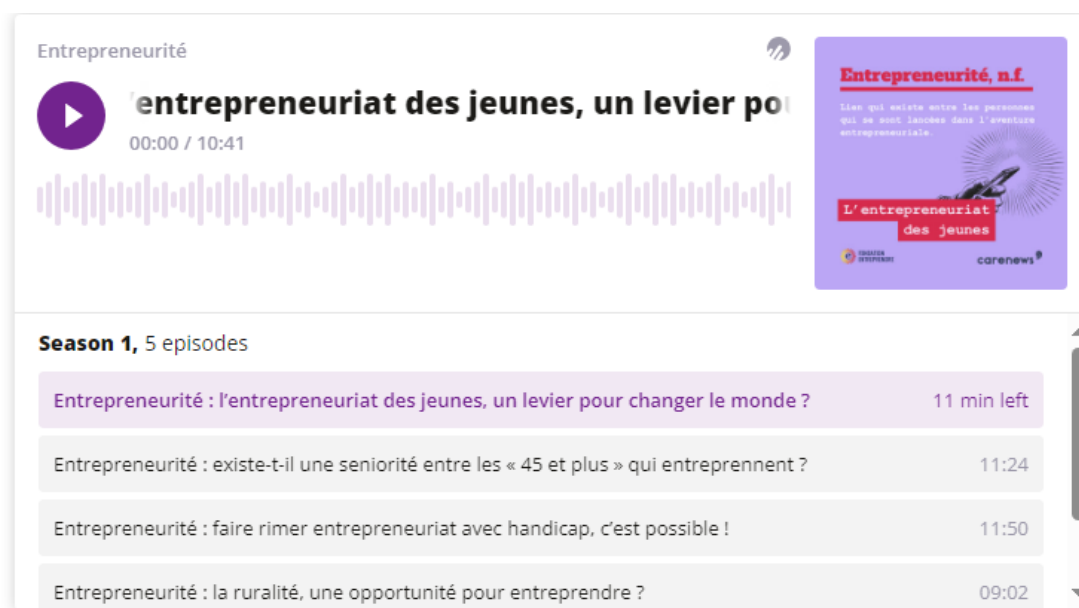 Entrepreneurité
'entrepreneuriat des jeunes, un levier po
00:00 / 10:41
Entrepreneurité, n.f.
Lien qui existe entre les personnes
qui se sont lancées dans l'aventure
entrepreneuriale.
L'entrepreneuriat
des jeunes
carenews
Season 1, 5 episodes
Entrepreneurité : l'entrepreneuriat des jeunes, un levier pour changer le monde ? 11 min left
Entrepreneurité : existe-t-il une seniorité entre les « 45 et plus » qui entreprennent ? 11:24
Entrepreneurité : faire rimer entrepreneuriat avec handicap, c'est possible ! 11:50
Entrepreneurité : la ruralité, une opportunité pour entreprendre ? 09:02